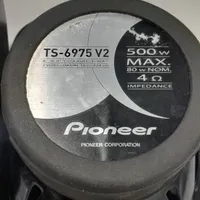 TS-6975 V2
500 W
MAX.
80 W NOM.
4 Ω
IMPEDANCE
Pioneer
PIONEER CORPORATION